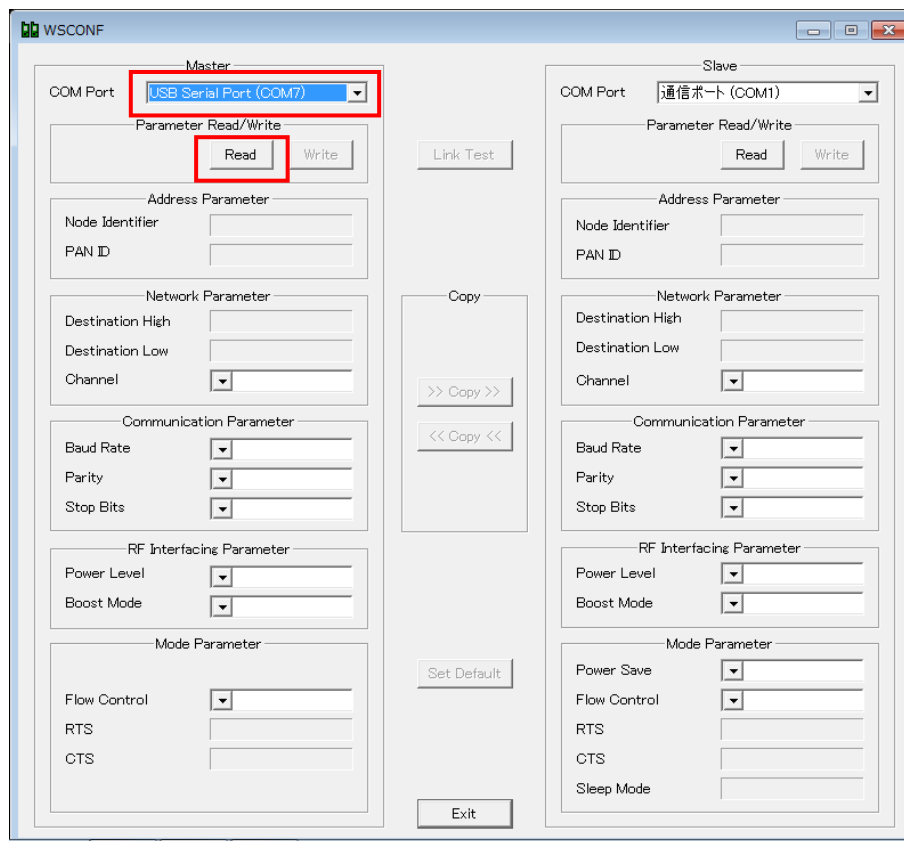 WSCONF
Master
COM Port
USB Serial Port (COM7)
Parameter Read/Write
Read
Write
Address Parameter
Node Identifier
PAN ID
Network Parameter
Destination High
Destination Low
Channel
Communication Parameter
Baud Rate
Parity
Stop Bits
RF Interfacing Parameter
Power Level
Boost Mode
Mode Parameter
Flow Control
RTS
CTS
Link Test
Copy
>> Copy >>
<< Copy <<
Set Default
Exit
Slave
COM Port
通信ポート (COM1)
Parameter Read/Write
Read
Write
Address Parameter
Node Identifier
PAN ID
Network Parameter
Destination High
Destination Low
Channel
Communication Parameter
Baud Rate
Parity
Stop Bits
RF Interfacing Parameter
Power Level
Boost Mode
Mode Parameter
Power Save
Flow Control
RTS
CTS
Sleep Mode